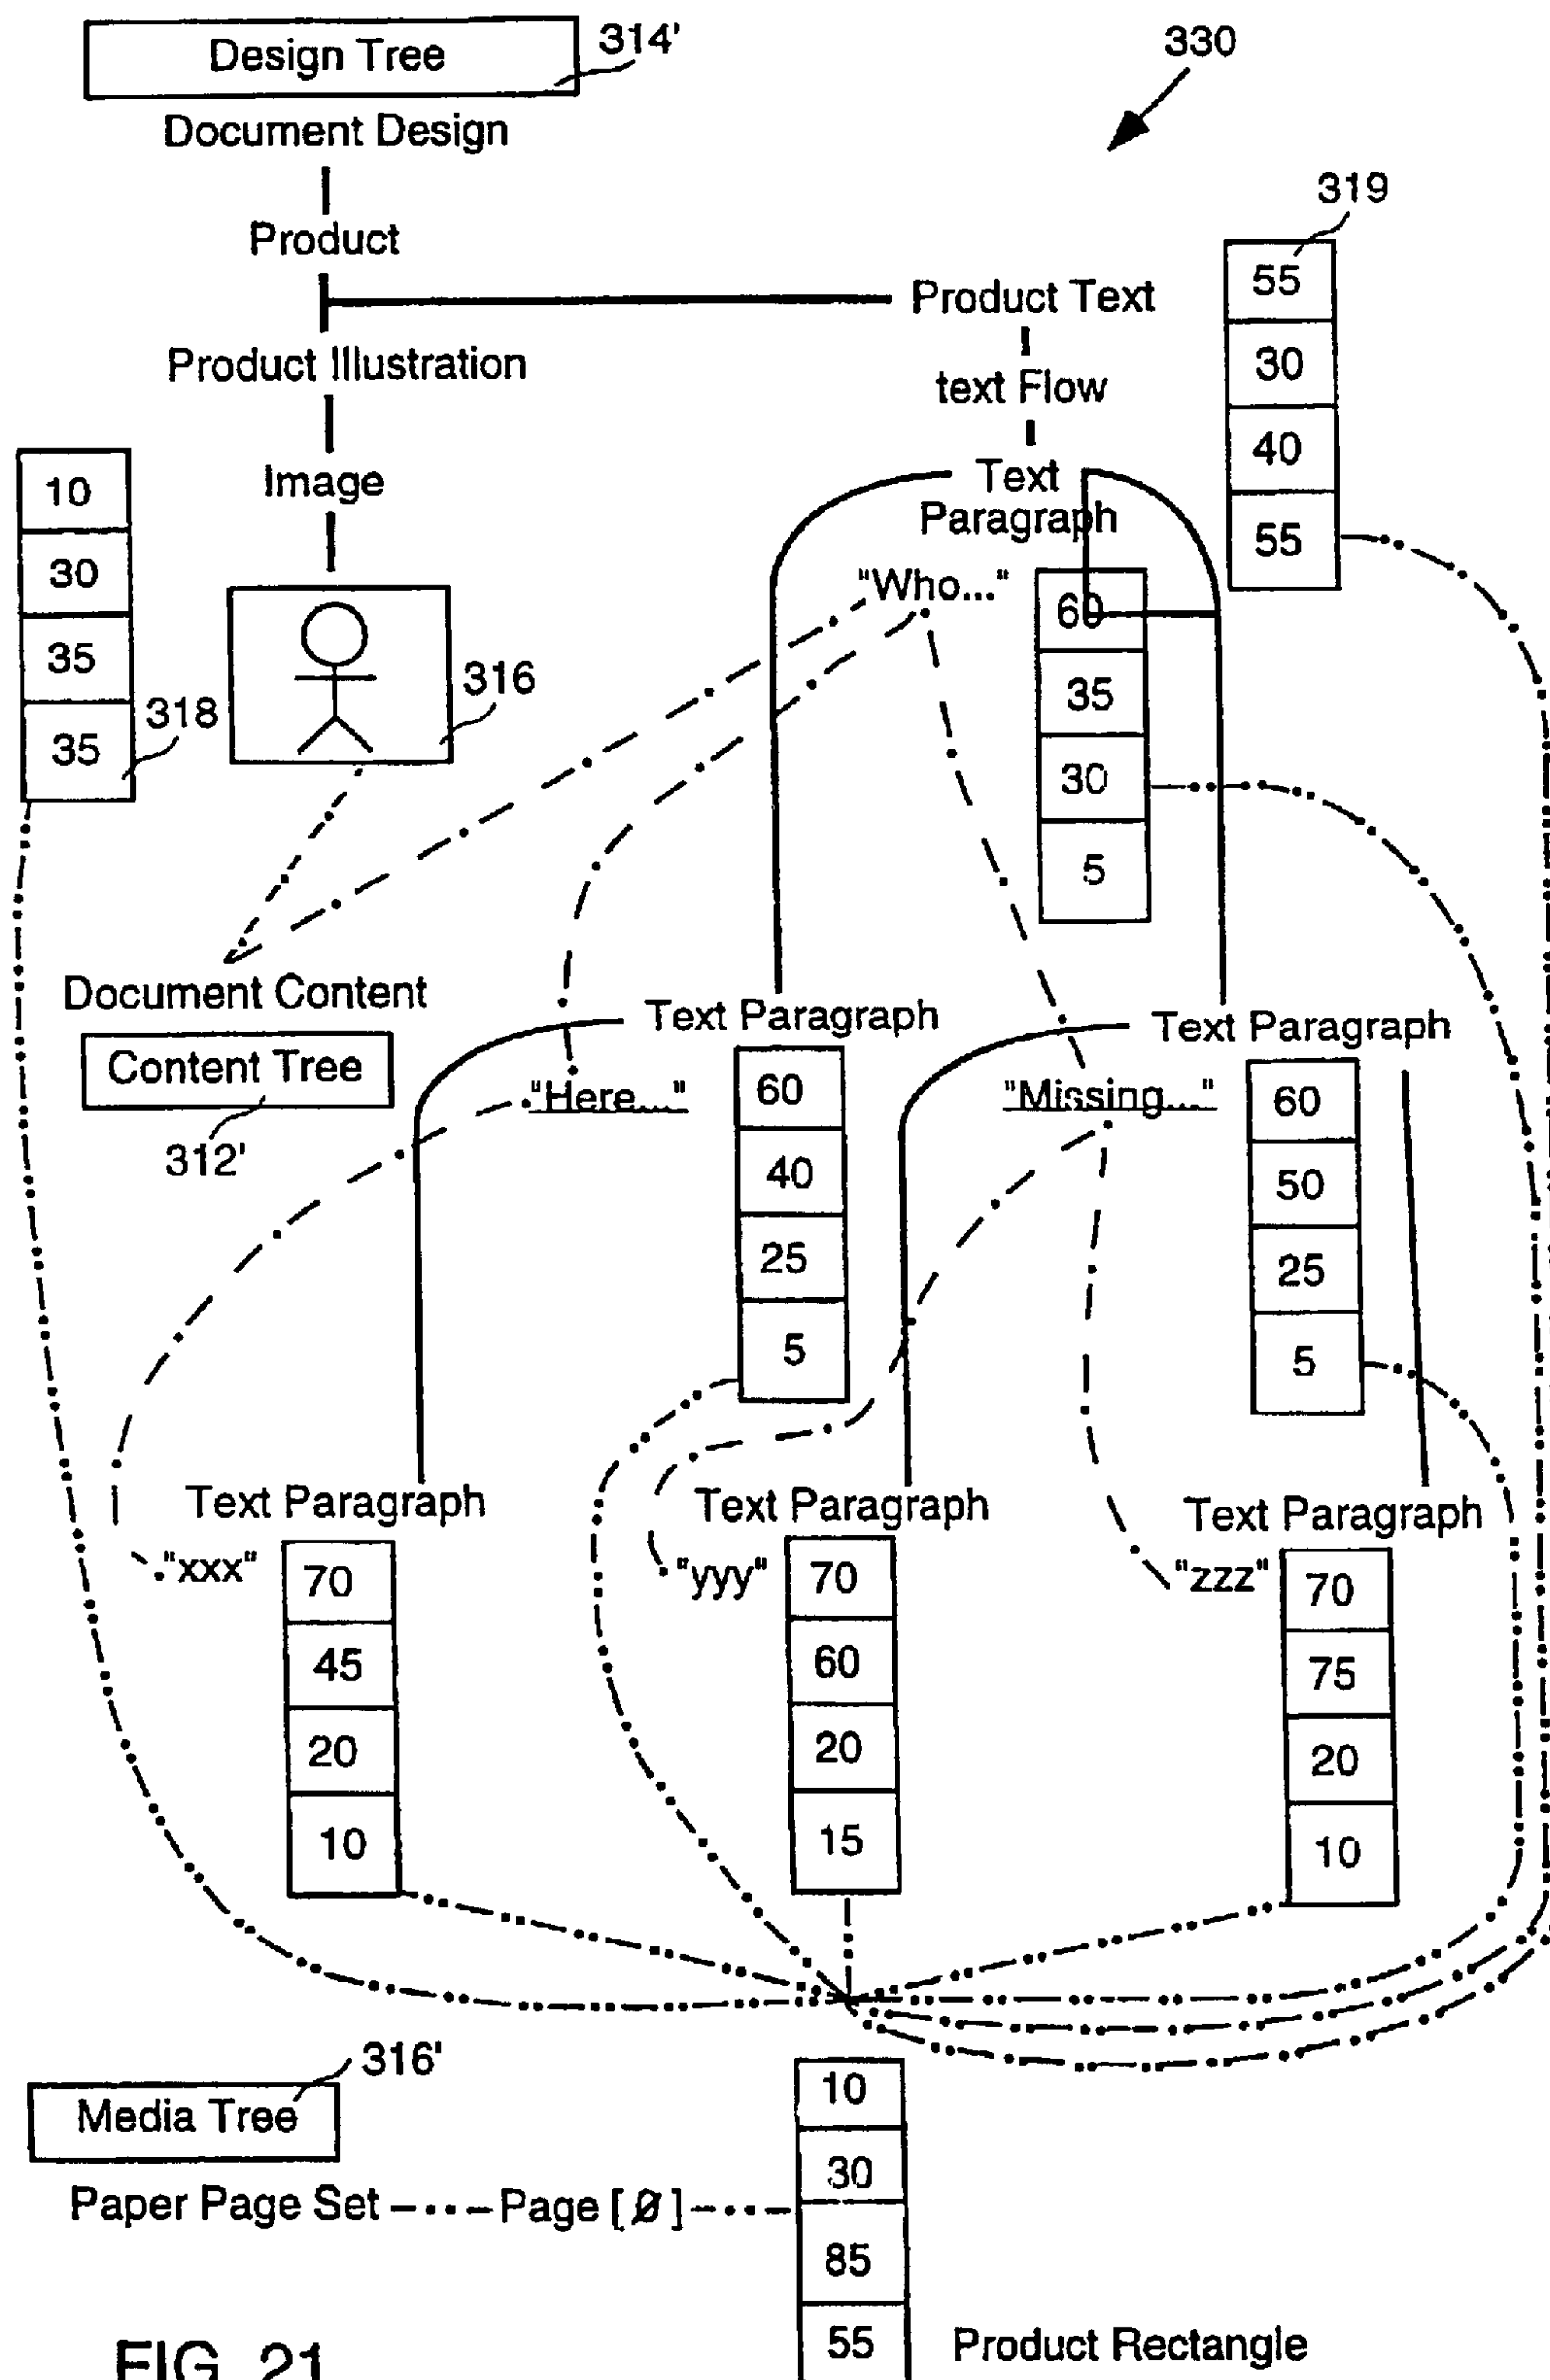 Design Tree
314'
330
Document Design
319
Product
55
Product Text
30
Product Illustration
text Flow
40
Image
Text
Paragraph
55
10
30
35
35
318
316
"Who..."
60
35
30
5
Document Content
Content Tree
312'
Text Paragraph
"Here..."
60
40
25
5
Text Paragraph
"Missing..."
60
50
25
5
Text Paragraph
"xxx"
70
45
20
10
Text Paragraph
"yyy"
70
60
20
15
Text Paragraph
"zzz"
70
75
20
10
316'
Media Tree
Paper Page Set
Page [0]
10
30
85
55
Product Rectangle
FIG. 21